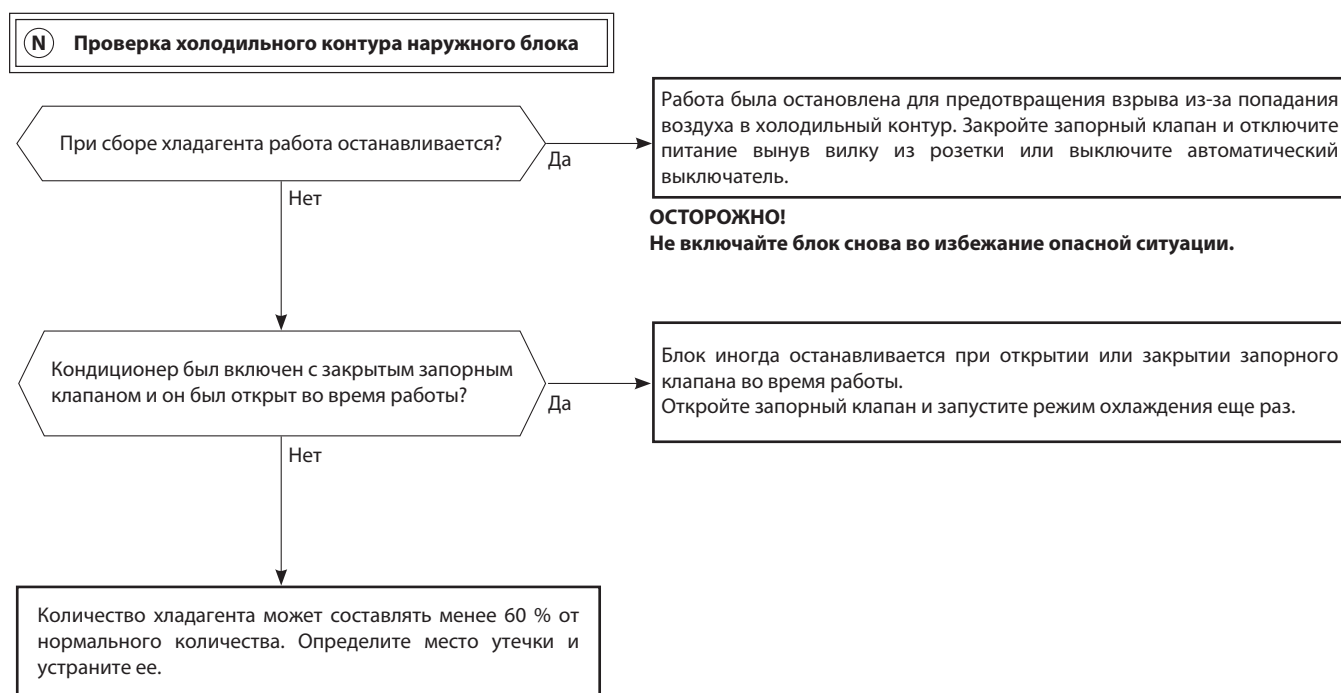 N Проверка холодильного контура наружного блока
При сборе хладагента работа останавливается?
Да
Работа была остановлена для предотвращения взрыва из-за попадания
воздуха в холодильный контур. Закройте запорный клапан и отключите
питание вынув вилку из розетки или выключите автоматический
выключатель.
ОСТОРОЖНО!
Не включайте блок снова во избежание опасной ситуации.
Нет
Кондиционер был включен с закрытым запорным
клапаном и он был открыт во время работы?
Да
Блок иногда останавливается при открытии или закрытии запорного
клапана во время работы.
Откройте запорный клапан и запустите режим охлаждения еще раз.
Нет
Количество хладагента может составлять менее 60 % от
нормального количества. Определите место утечки и
устраните ее.